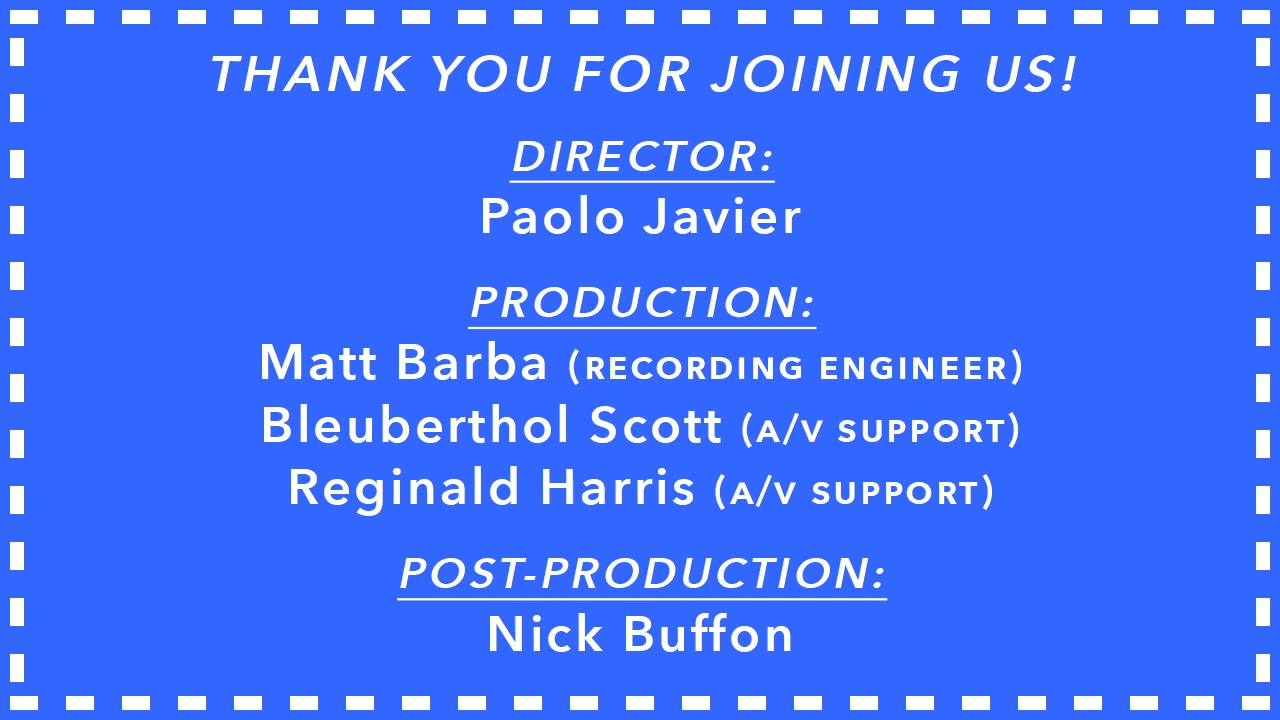 THANK YOU FOR JOINING US!
DIRECTOR:
Paolo Javier
PRODUCTION:
Matt Barba (RECORDING ENGINEER)
Bleuberthol Scott (A/V SUPPORT)
Reginald Harris (A/V SUPPORT)
POST-PRODUCTION:
Nick Buffon